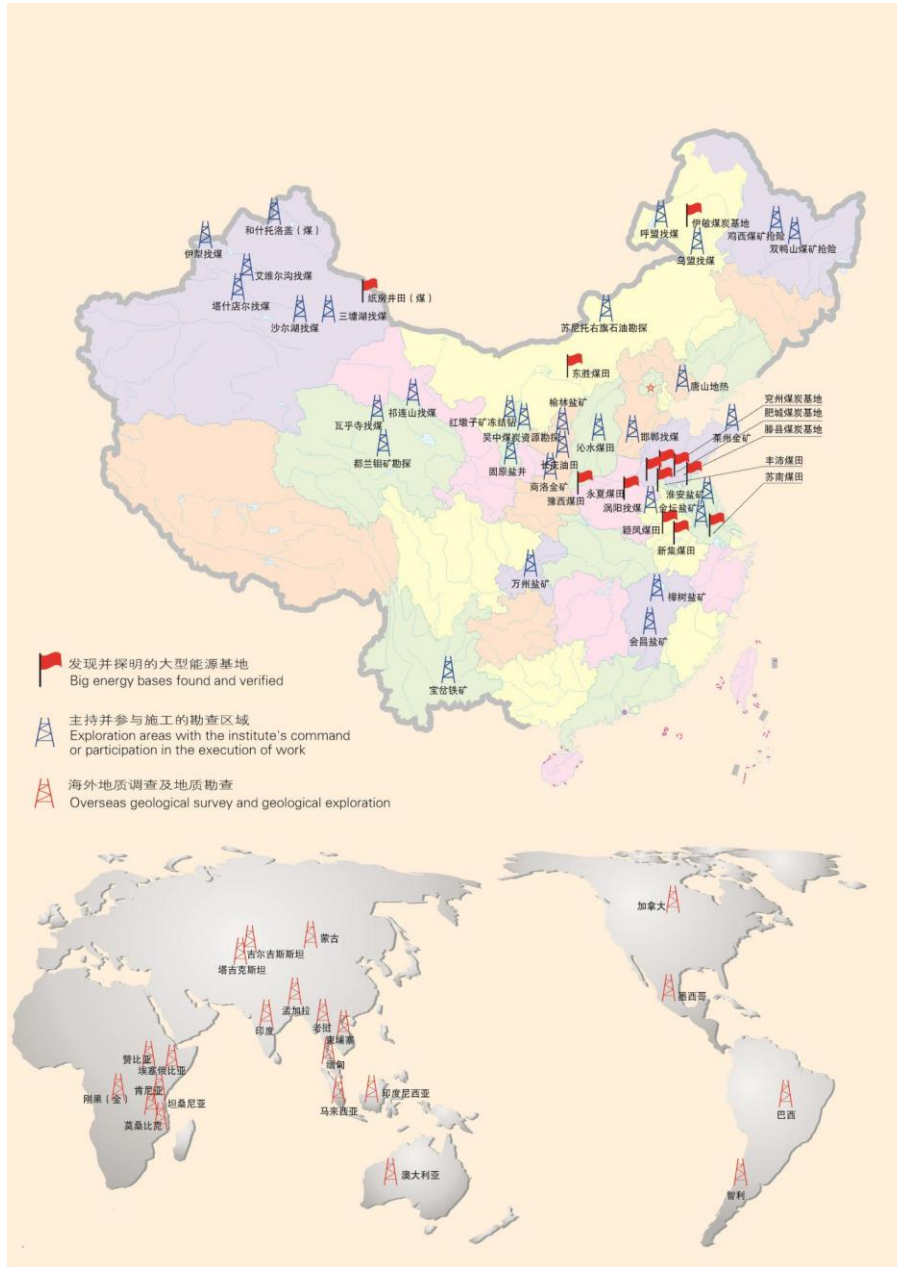 和什托洛盖（煤）
伊犁找煤
艾维尔沟找煤
塔什店尔找煤
纸房井田（煤）
沙尔湖找煤
三塘湖找煤
呼盟找煤
伊敏煤炭基地
乌盟找煤
鸡西煤矿抢险
双鸭山煤矿抢险
苏尼托右旗石油勘探
东胜煤田
唐山地热
祁连山找煤
瓦乎寺找煤
都兰钼矿勘探
红墩子矿冻结钻
榆林盐矿
吴中煤炭资源勘探
固原盐井
长庆油田
商洛金矿
沁水煤田
邯郸找煤
莱州金矿
兖州煤炭基地
肥城煤炭基地
滕县煤炭基地
丰沛煤田
苏南煤田
豫西煤田
永夏煤田
涡阳找煤
淮安盐矿
金坛盐矿
颖凤煤田
新集煤田
万州盐矿
樟树盐矿
会昌盐矿
宝岔铁矿
发现并探明的大型能源基地
Big energy bases found and verified
主持并参与施工的勘查区域
Exploration areas with the institute's command
or participation in the execution of work
海外地质调查及地质勘查
Overseas geological survey and geological exploration
吉尔吉斯斯坦
蒙古
塔吉克斯坦
孟加拉
印度
老挝
柬埔寨
缅甸
赞比亚
埃塞俄比亚
刚果（金）
肯尼亚
坦桑尼亚
莫桑比克
马来西亚
印度尼西亚
澳大利亚
加拿大
墨西哥
巴西
智利